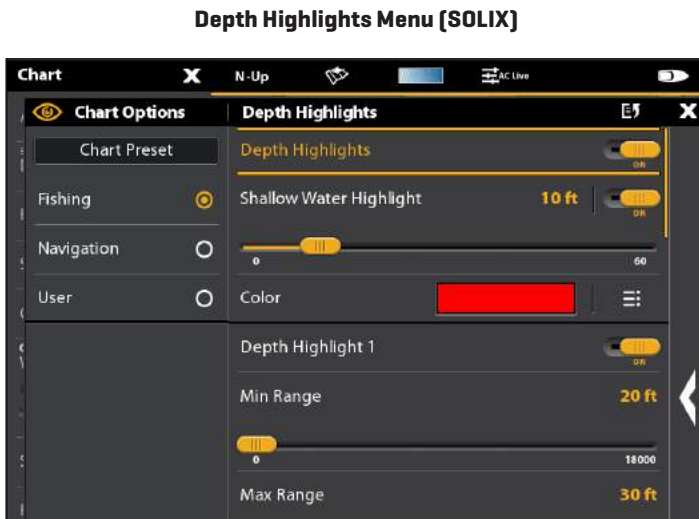 Depth Highlights Menu (SOLIX)
Chart X N-Up AC Live
Chart Options Depth Highlights X
Chart Preset Depth Highlights ON
Fishing Shallow Water Highlight 10 ft ON
Navigation 0 60
User Color
Depth Highlight 1 ON
Min Range 20 ft
0 18000
Max Range 30 ft